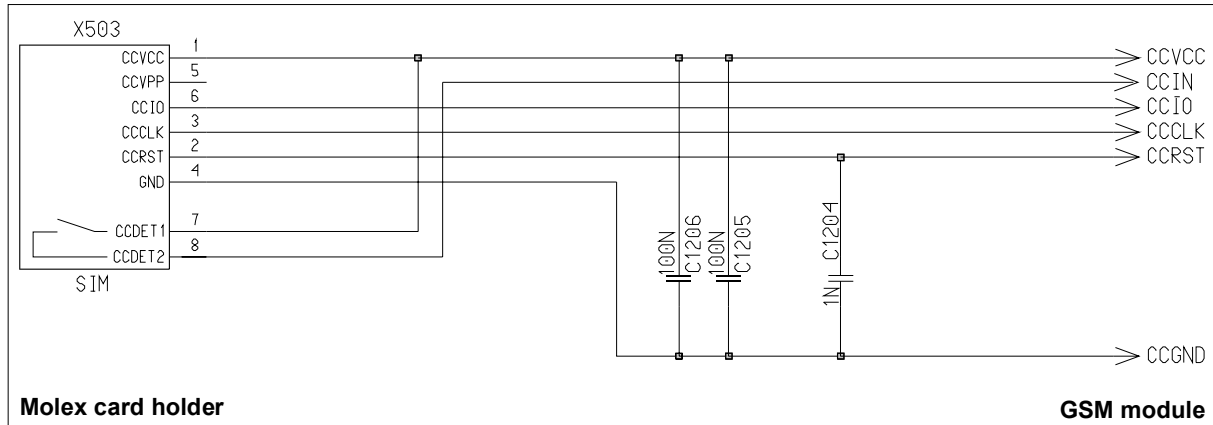 X503
CCVCC 1
CCVPP 5
CCIO 6
CCCLK 3
CCRST 2
GND 4
CCDET1 7
CCDET2 8
SIM
100N
C1206
100N
C1205
1N C1204
CCVCC
CCIN
CCIO
CCCLK
CCRST
CCGND
Molex card holder
GSM module